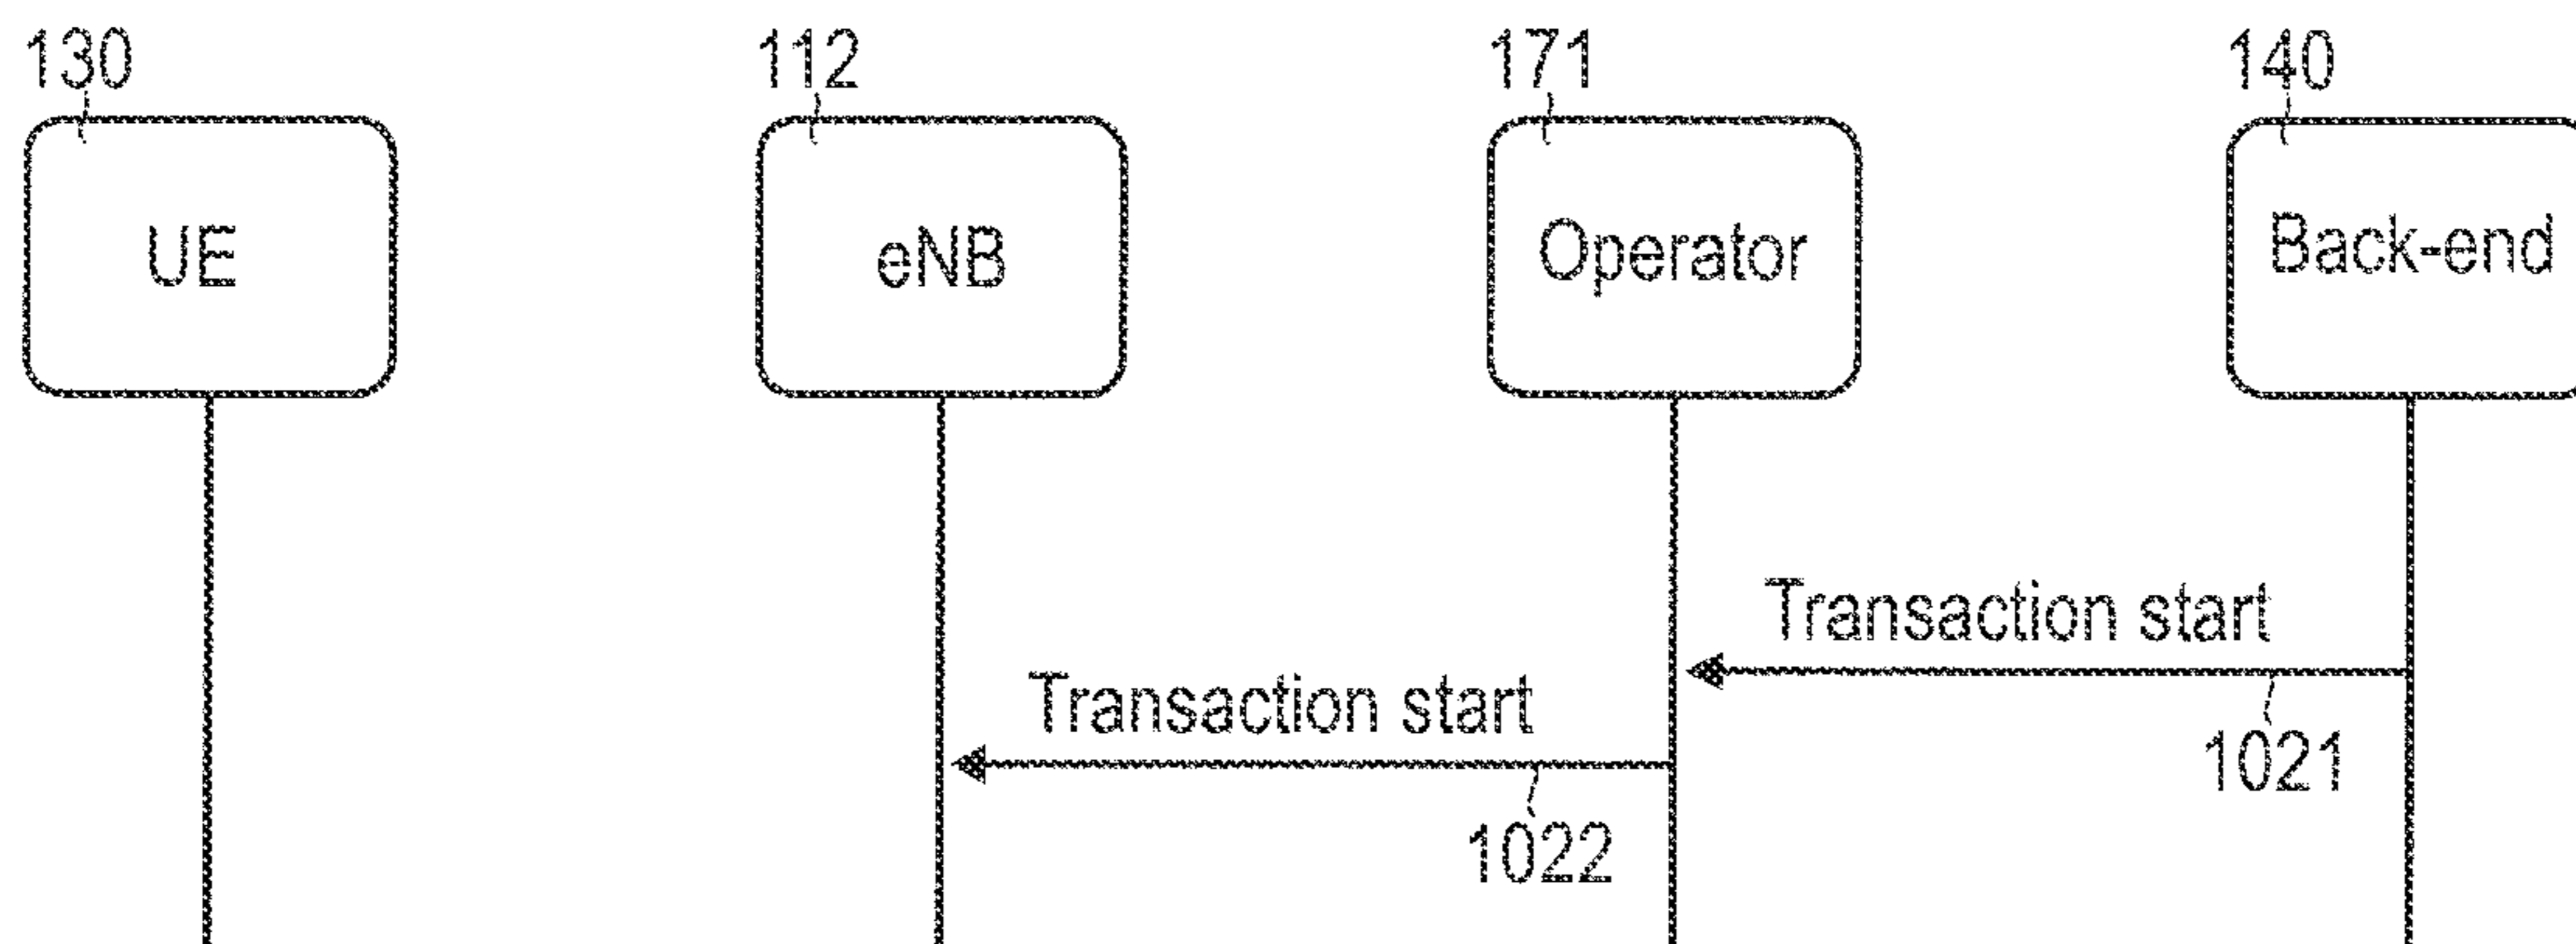 130
112
171
140
UE
eNB
Operator
Back-end
Transaction start
1021
Transaction start
1022